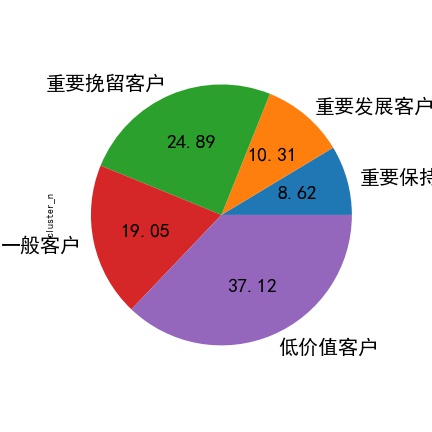 重要挽留客户
重要发展客户
24.89
10.31
重要保持
8.62
cluster_n
19.05
一般客户
37.12
低价值客户